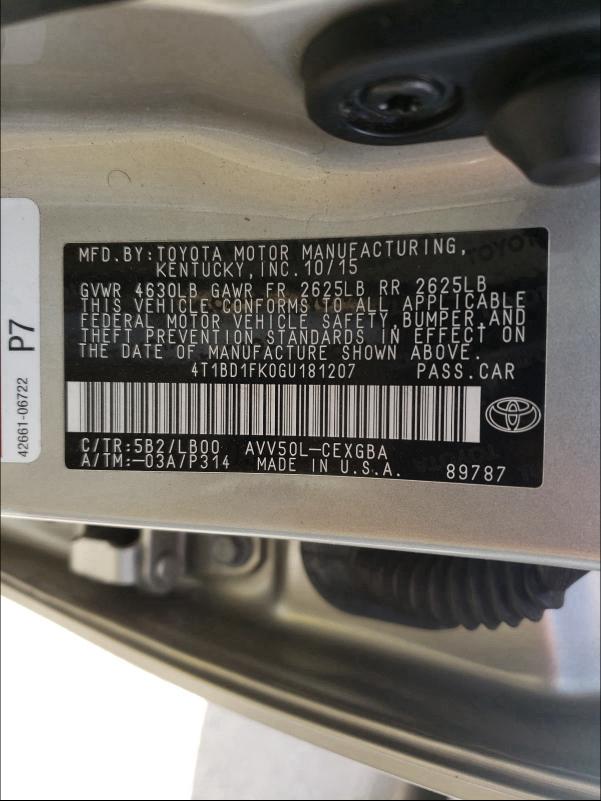 MFD.BY:TOYOTA MOTOR MANUFACTURING,
KENTUCKY,INC.10/15
GVWR 4630LB GAWR FR 2625LB RR 2625LB
THIS VEHICLE CONFORMS TO ALL APPLICABLE
FEDERAL MOTOR VEHICLE SAFETY,BUMPER,AND
THEFT PREVENTION STANDARDS IN EFFECT ON
THE DATE OF MANUFACTURE SHOWN ABOVE.
4T1BD1FK0GU181207 PASS.CAR
C/TR:5B2/LB00 AVV50L-CEXGBA
A/TM:-03A/P314 MADE IN U.S.A. 89787
P7
42661-06722